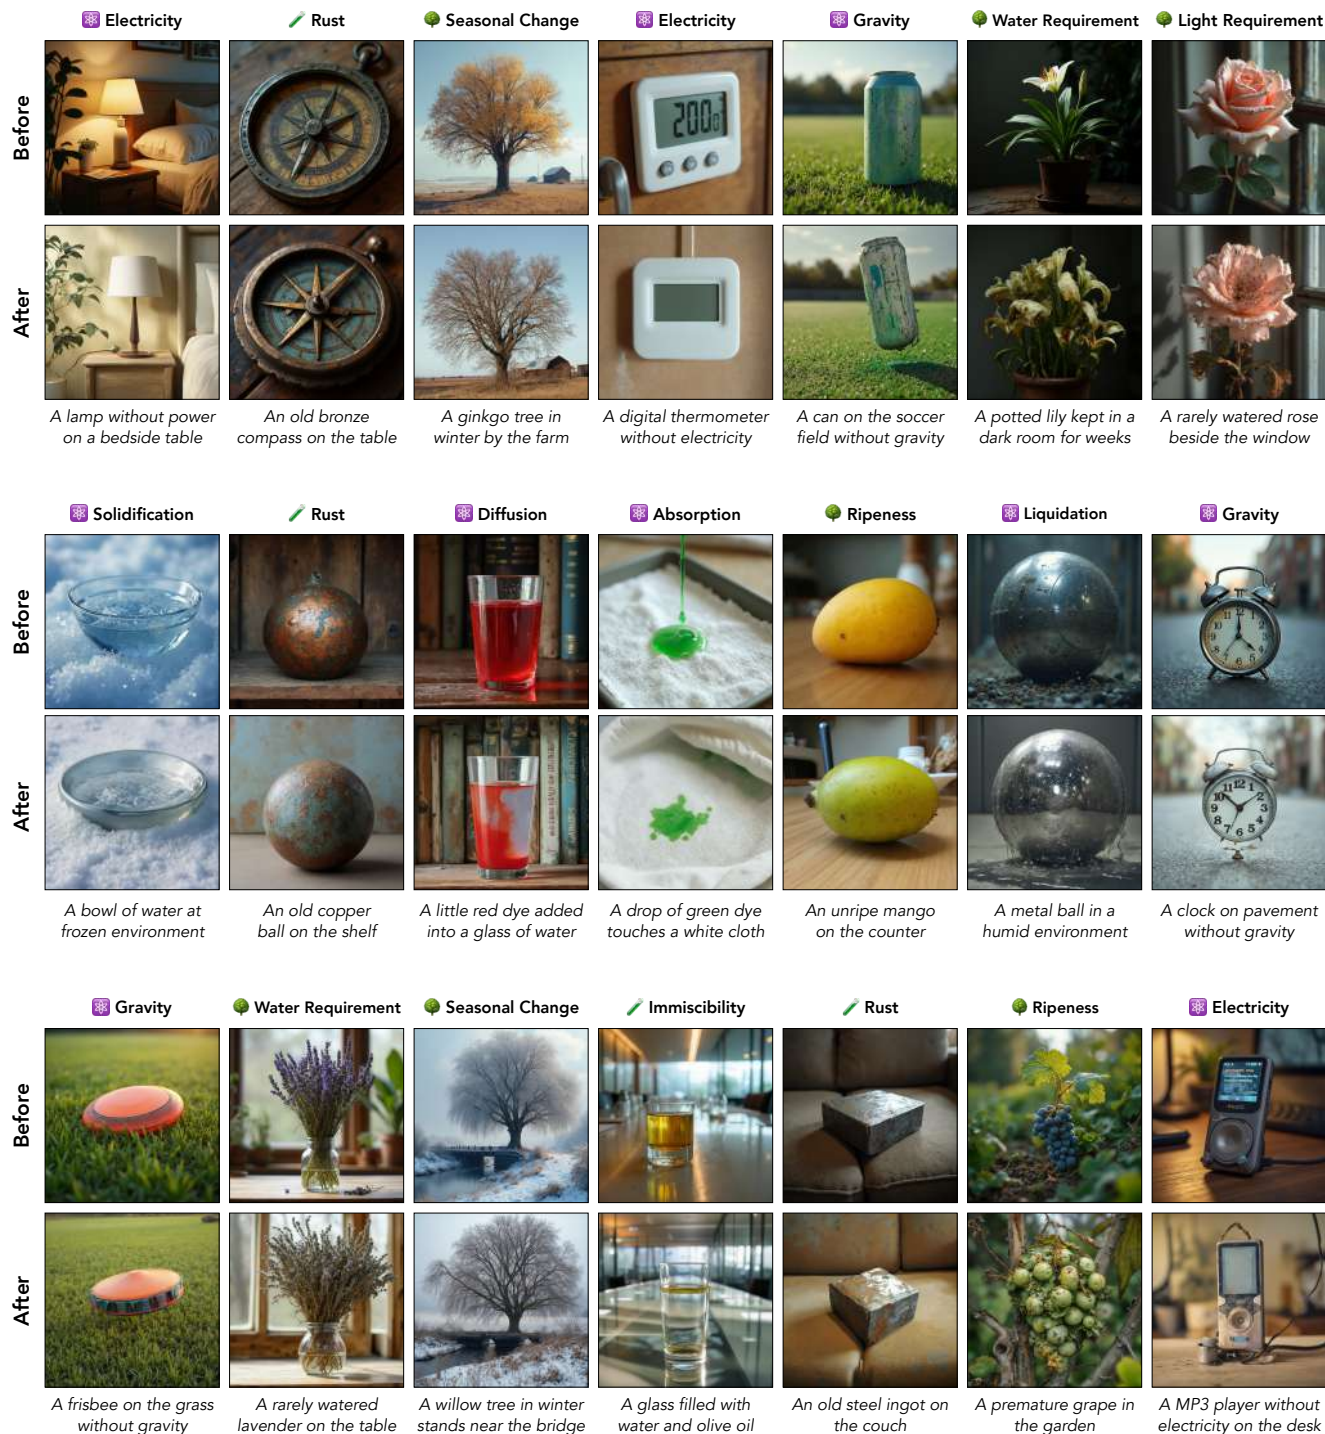 Electricity
Rust
Seasonal Change
Electricity
Gravity
Water Requirement
Light Requirement
Before
200
After
A lamp without power
on a bedside table
An old bronze
compass on the table
A ginkgo tree in
winter by the farm
A digital thermometer
without electricity
A can on the soccer
field without gravity
A potted lily kept in a
dark room for weeks
A rarely watered rose
beside the window
Solidification
Rust
Diffusion
Absorption
Ripeness
Liquidation
Gravity
Before
After
A bowl of water at
frozen environment
An old copper
ball on the shelf
A little red dye added
into a glass of water
A drop of green dye
touches a white cloth
An unripe mango
on the counter
A metal ball in a
humid environment
A clock on pavement
without gravity
Gravity
Water Requirement
Seasonal Change
Immiscibility
Rust
Ripeness
Electricity
Before
After
A frisbee on the grass
without gravity
A rarely watered
lavender on the table
A willow tree in winter
stands near the bridge
A glass filled with
water and olive oil
An old steel ingot on
the couch
A premature grape in
the garden
A MP3 player without
electricity on the desk